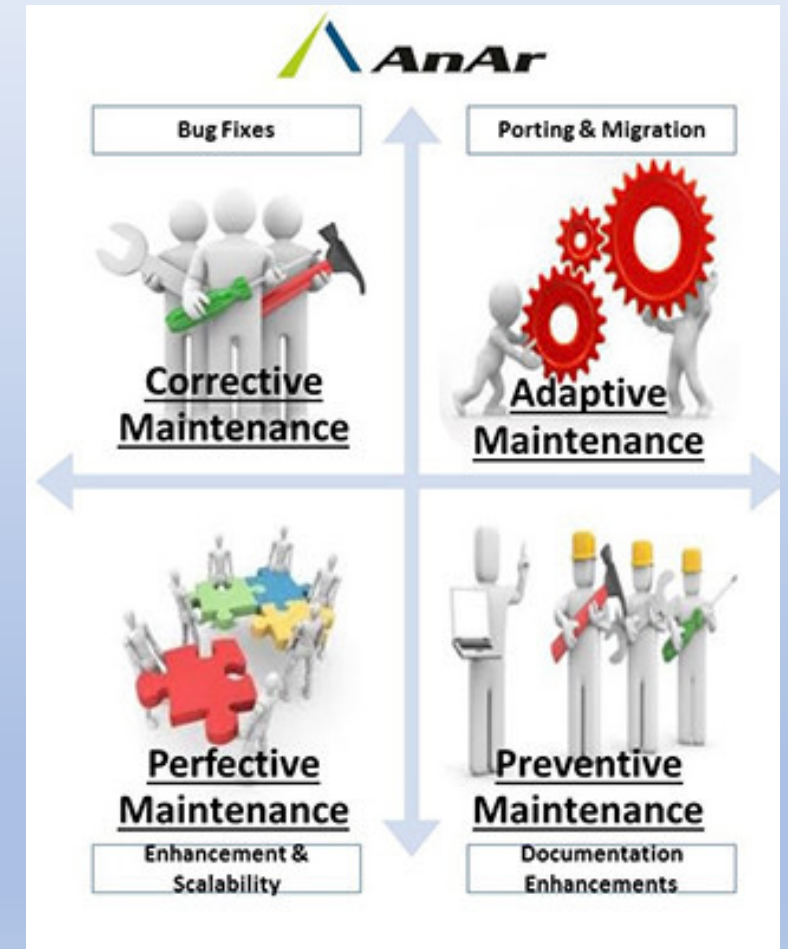 AnAr
Bug Fixes
Porting & Migration
Corrective
Maintenance
Adaptive
Maintenance
Perfective
Maintenance
Enhancement &
Scalability
Preventive
Maintenance
Documentation
Enhancements